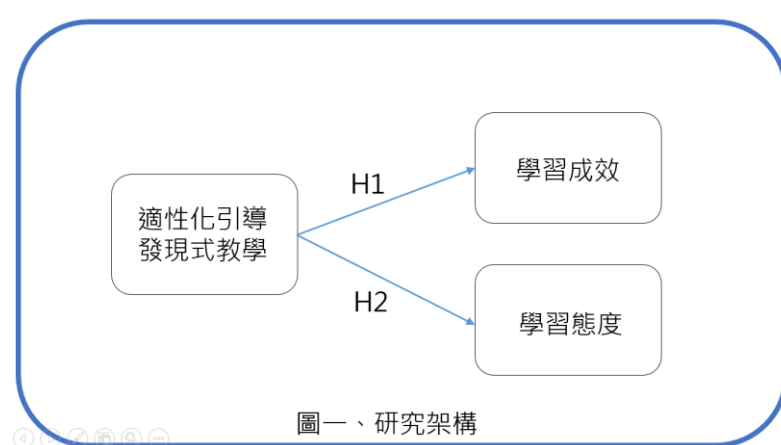 適性化引導
發現式教學
H1
學習成效
H2
學習態度
圖一、研究架構